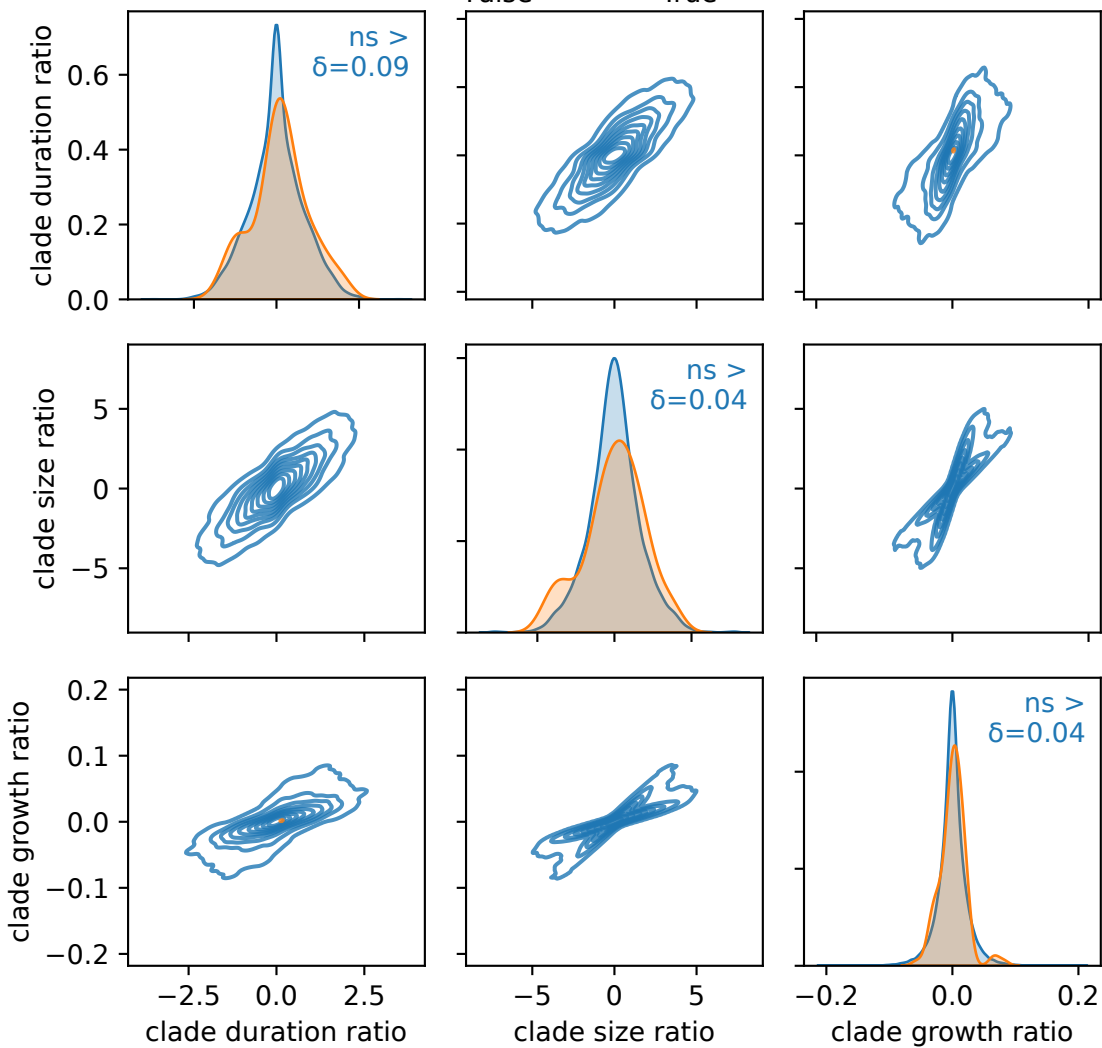 False True
clade duration ratio
0.6
0.4
0.2
0.0
ns >
δ=0.09
clade size ratio
5
0
−5
ns >
δ=0.04
clade growth ratio
0.2
0.1
0.0
−0.1
−0.2
ns >
δ=0.04
−2.5 0.0 2.5
−5 0 5
−0.2 0.0 0.2
clade duration ratio
clade size ratio
clade growth ratio